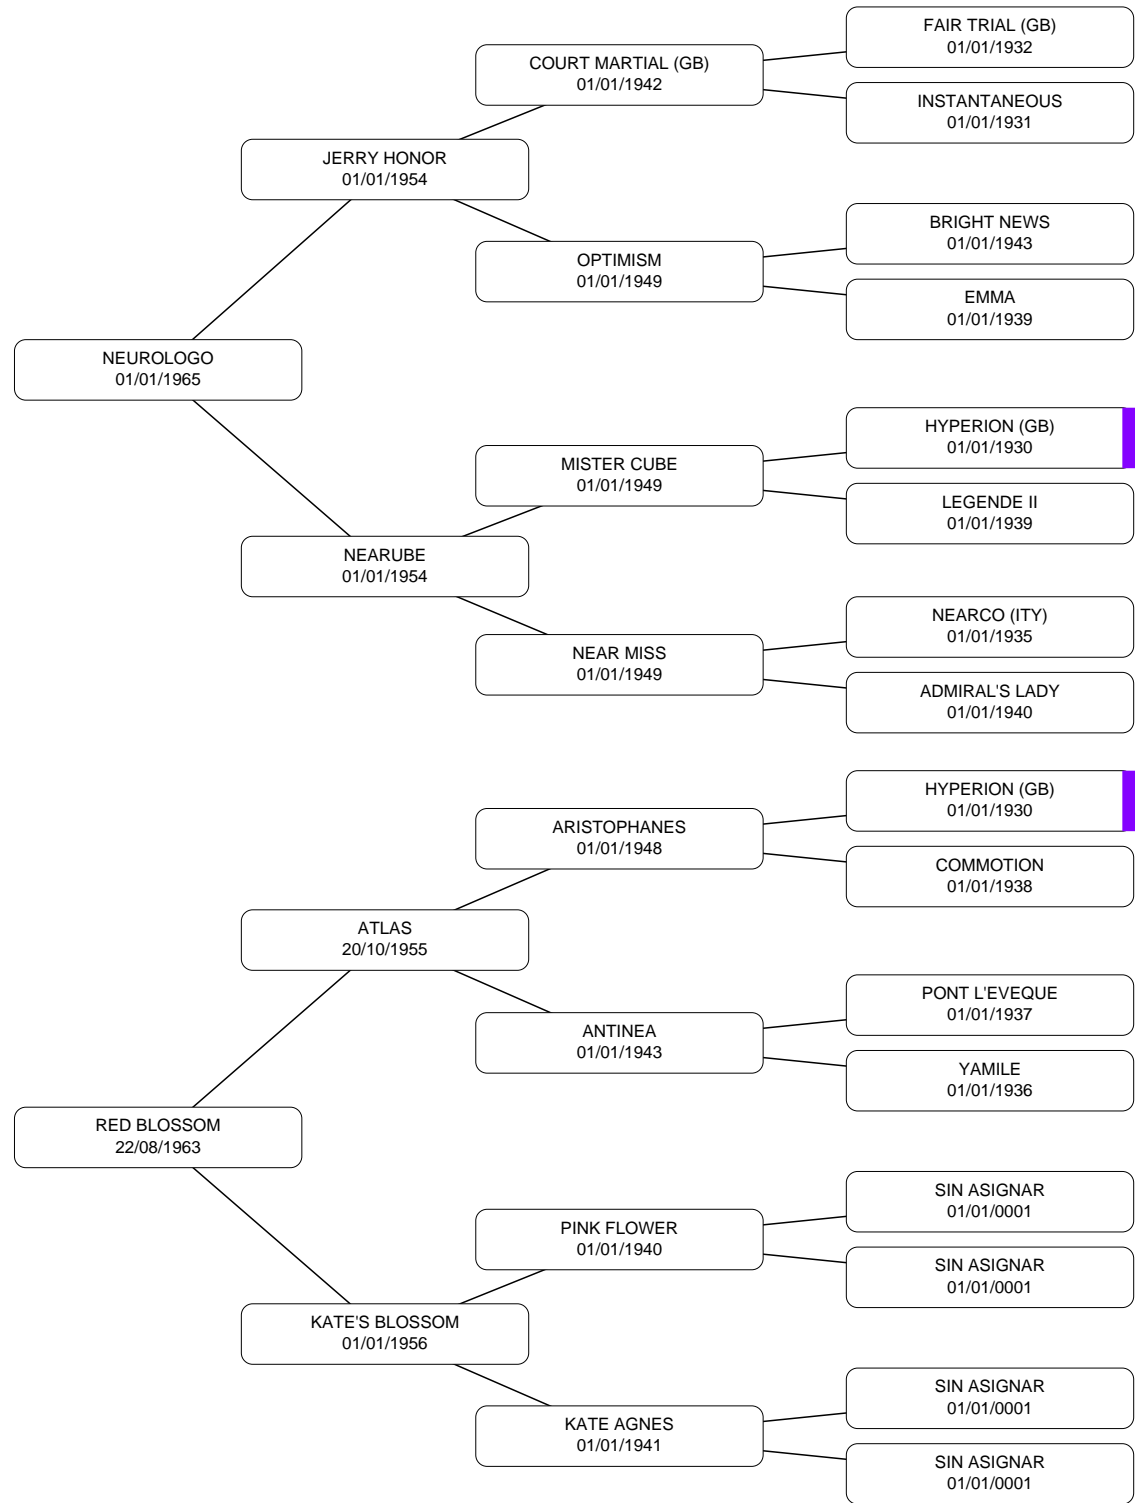 FAIR TRIAL (GB)
01/01/1932
COURT MARTIAL (GB)
01/01/1942
INSTANTANEOUS
01/01/1931
JERRY HONOR
01/01/1954
BRIGHT NEWS
01/01/1943
OPTIMISM
01/01/1949
EMMA
01/01/1939
NEUROLOGO
01/01/1965
HYPERION (GB)
01/01/1930
MISTER CUBE
01/01/1949
LEGENDE II
01/01/1939
NEARUBE
01/01/1954
NEARCO (ITY)
01/01/1935
NEAR MISS
01/01/1949
ADMIRAL'S LADY
01/01/1940
HYPERION (GB)
01/01/1930
ARISTOPHANES
01/01/1948
COMMOTION
01/01/1938
ATLAS
20/10/1955
PONT L'EVEQUE
01/01/1937
ANTINEA
01/01/1943
YAMILE
01/01/1936
RED BLOSSOM
22/08/1963
SIN ASIGNAR
01/01/0001
PINK FLOWER
01/01/1940
SIN ASIGNAR
01/01/0001
KATE'S BLOSSOM
01/01/1956
SIN ASIGNAR
01/01/0001
KATE AGNES
01/01/1941
SIN ASIGNAR
01/01/0001